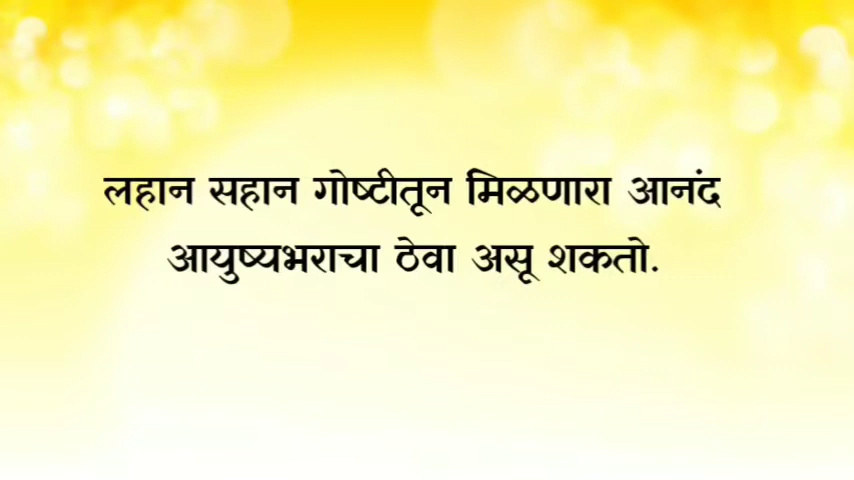 लहान सहान गोष्टीतून मिळणारा आनंद
आयुष्यभराचा ठेवा असू शकतो.